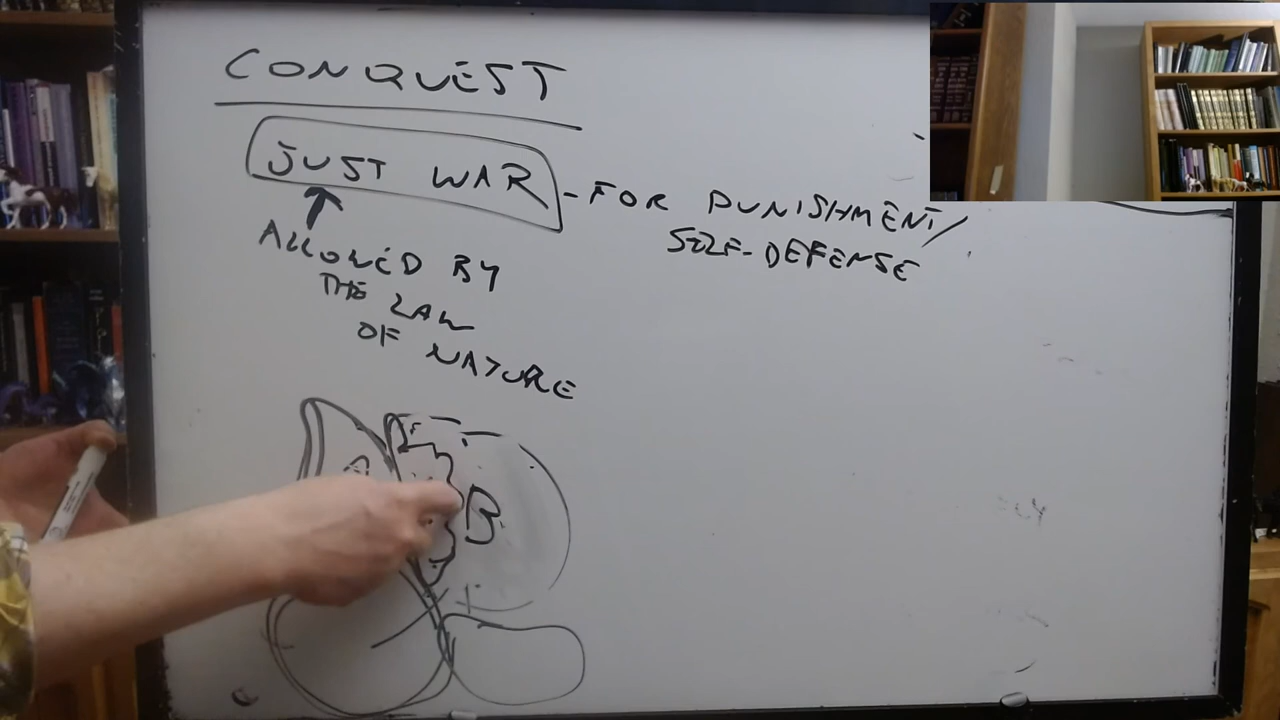 CONQUEST
JUST WAR - FOR PUNISHMENT/
SELF-DEFENSE
ALLOWED BY
THE LAW
OF NATURE
B